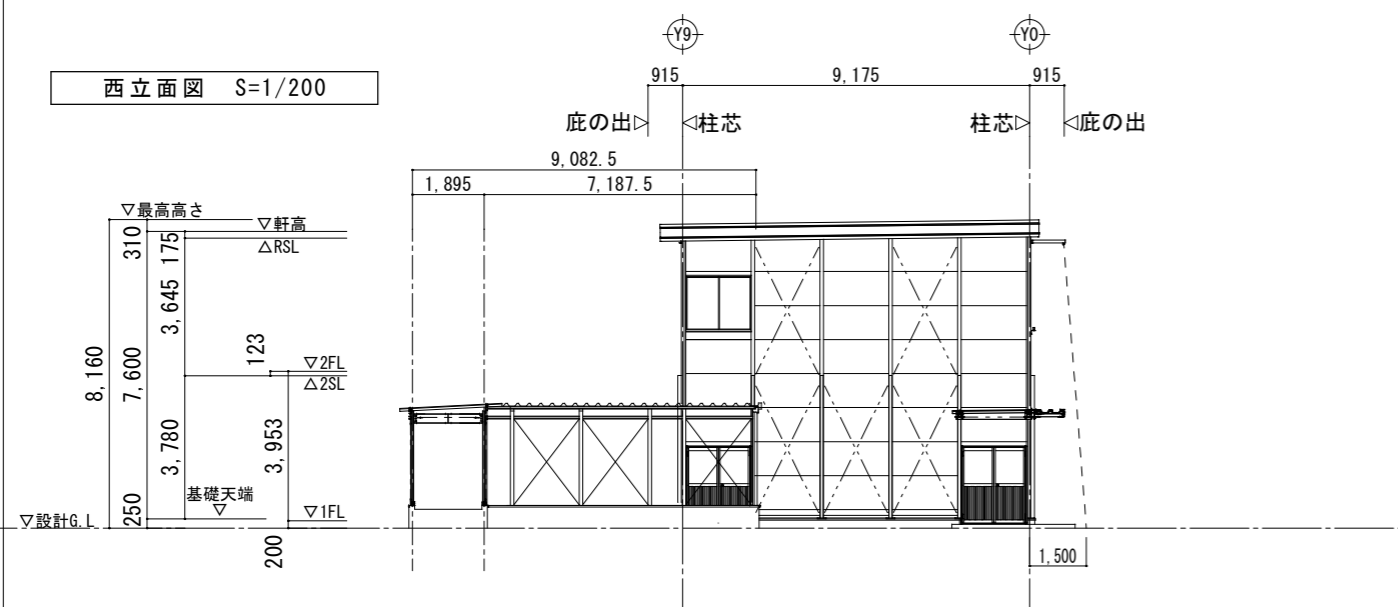 Y9
Y0
西立面図 S=1/200
915
9,175
915
庇の出▷
◁柱芯
柱芯▷
◁庇の出
9,082.5
1,895
7,187.5
▽最高高さ
▽軒高
△RSL
310
175
3,645
123
▽2FL
△2SL
8,160
7,600
3,780
3,953
基礎天端
▽
▽設計G.L
250
▽1FL
200
1,500